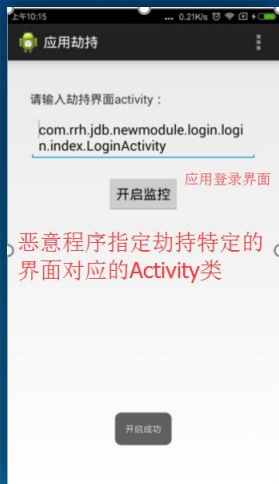 上午10:15 ... 0.21K/s
应用劫持
请输入劫持界面activity：
com.rrh.jdb.newmodule.login.logi
n.index.LoginActivity
应用登录界面
开启监控
恶意程序指定劫持特定的
界面对应的Activity类
开启成功